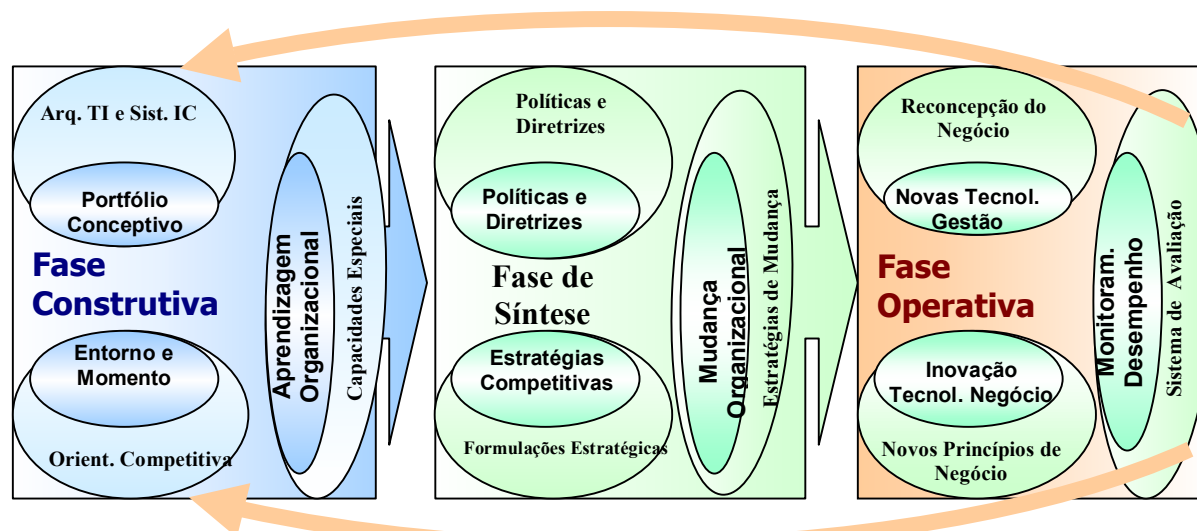 Arq. TI e Sist. IC
Portfólio
Conceptivo
Fase
Construtiva
Entorno e
Momento
Orient. Competitiva
Aprendizagem
Organizacional
Capacidades Especiais
Políticas e
Diretrizes
Políticas e
Diretrizes
Fase de
Síntese
Estratégias
Competitivas
Formulações Estratégicas
Mudança
Organizacional
Estratégias de Mudança
Reconcepção do
Negócio
Novas Tecnol.
Gestão
Fase
Operativa
Inovação
Tecnol. Negócio
Novos Princípios de
Negócio
Monitoram.
Desempenho
Sistema de Avaliação